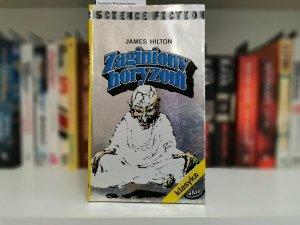 SCIENCE FICTION
JAMES HILTON
Zaginiony
horyzont
klasyka